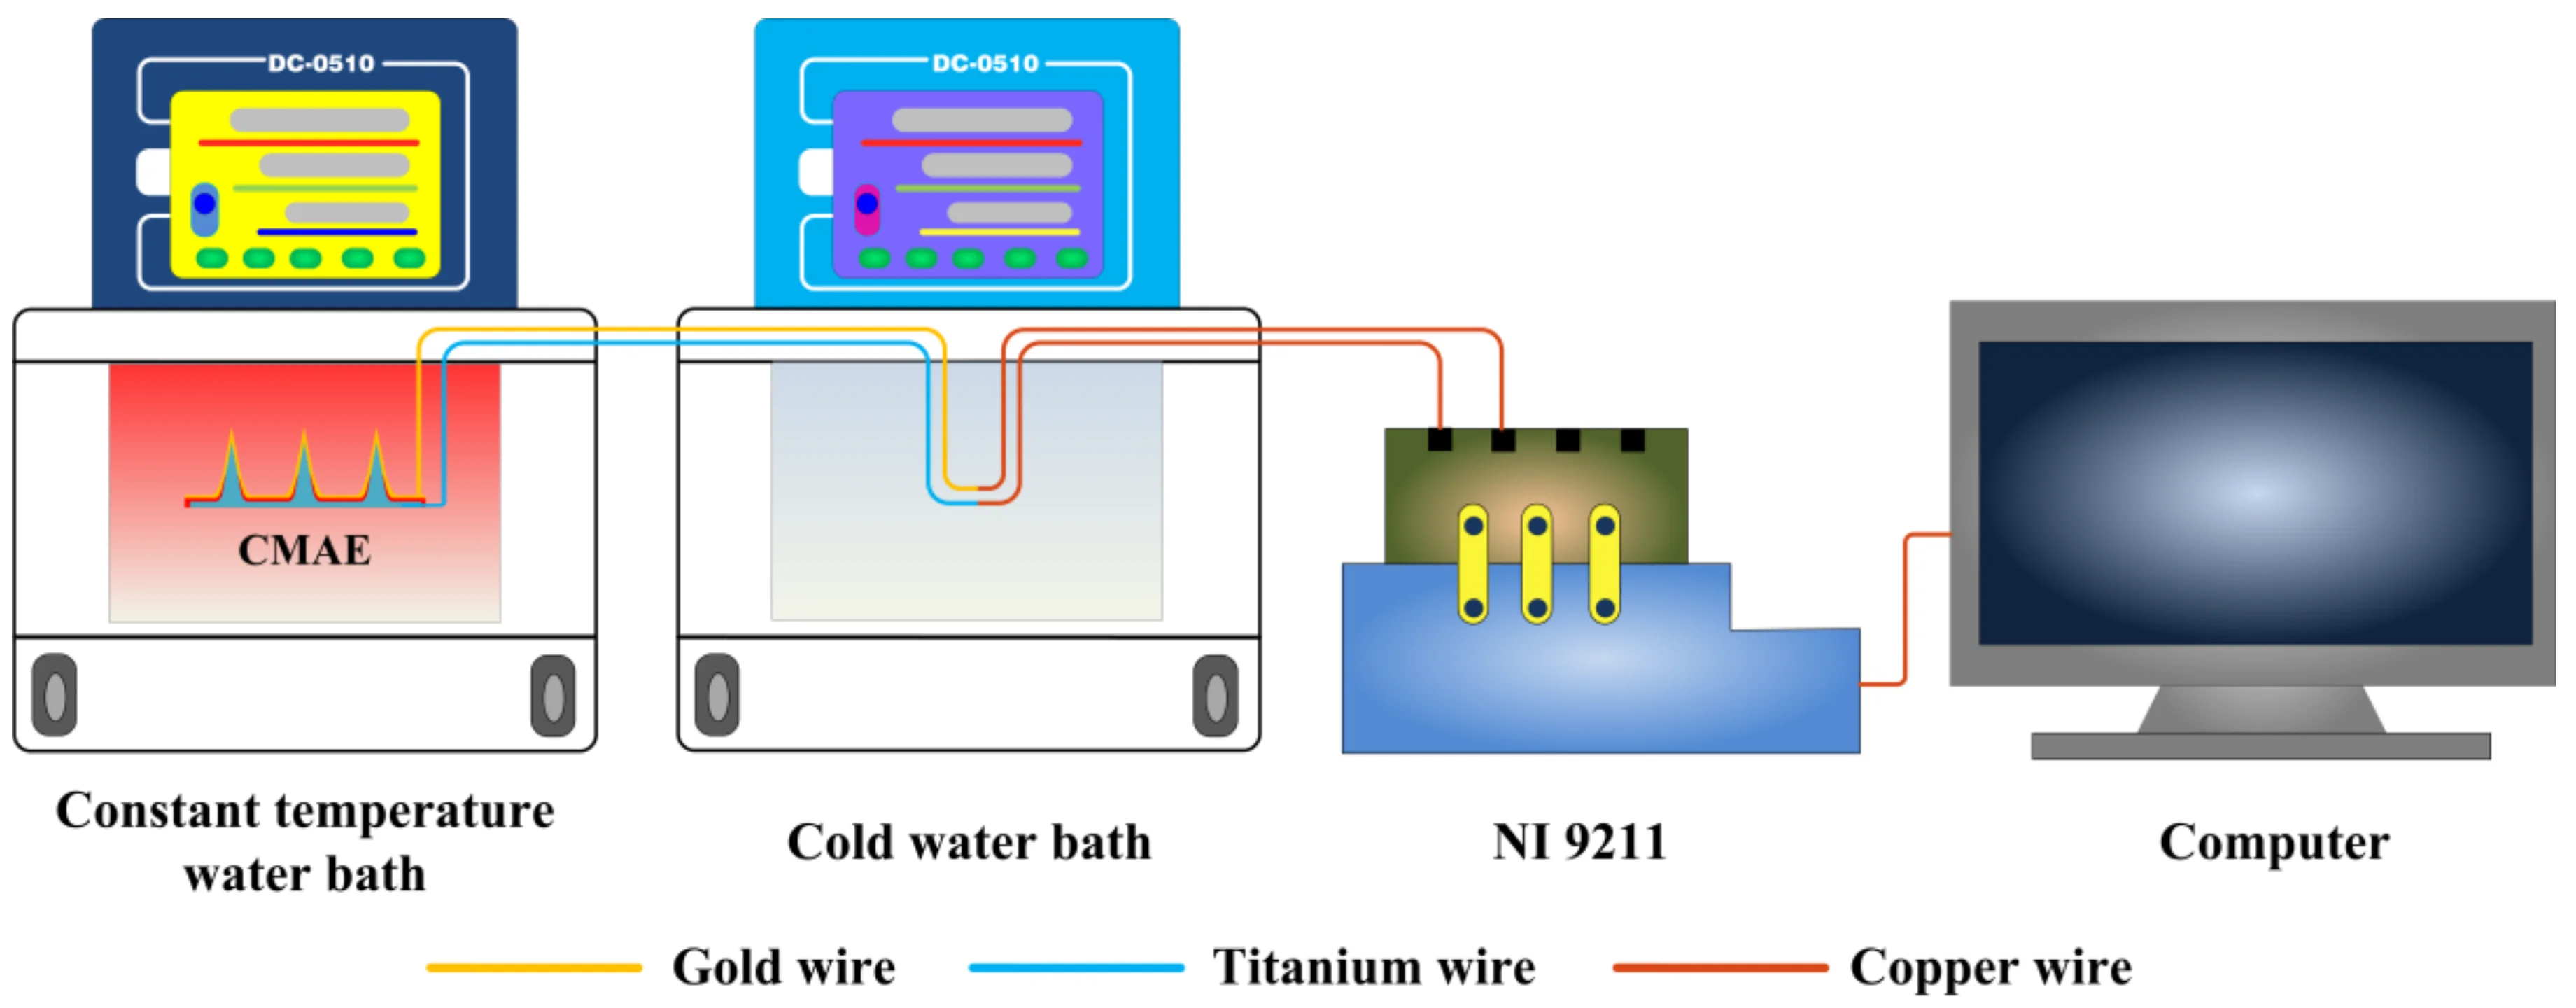 DC-0510
DC-0510
CMAE
Constant temperature
water bath
Cold water bath
NI 9211
Computer
Gold wire
Titanium wire
Copper wire